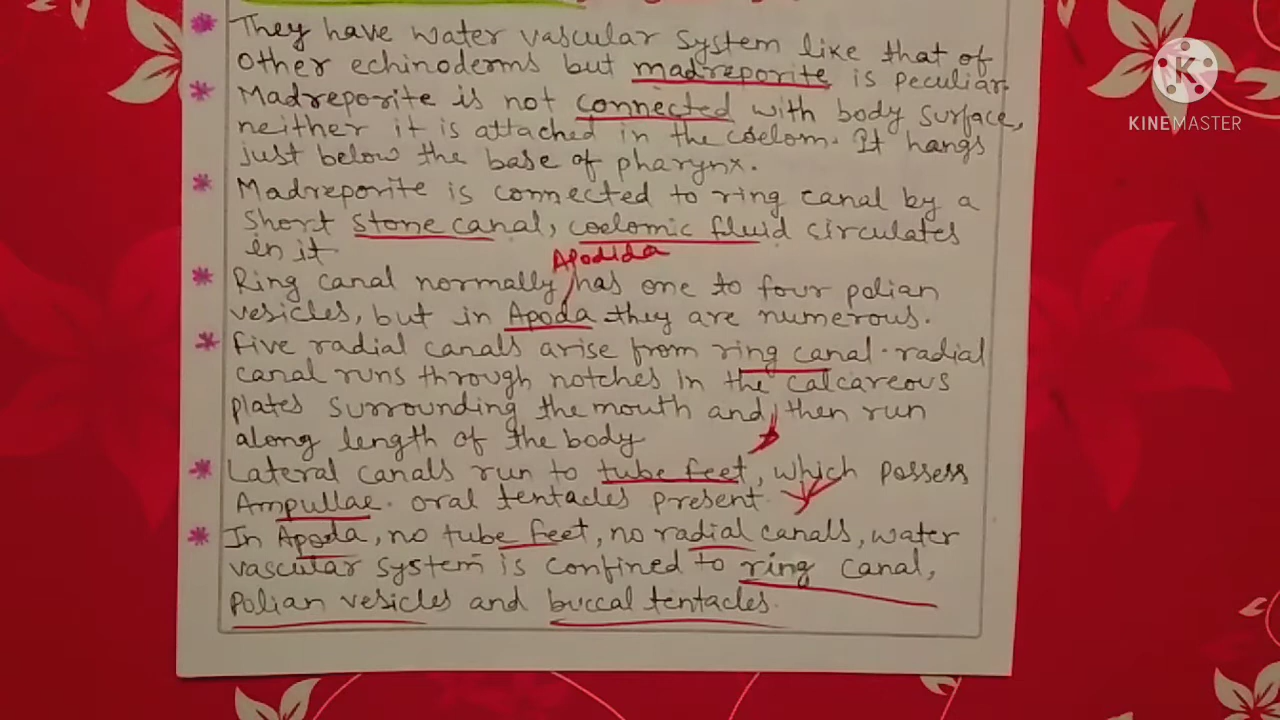 They have water vascular system like that of
other echinoderms but madreporite is peculiar.
Madreporite is not connected with body surface,
neither it is attached in the coelom. It hangs
just below the base of pharynx.
Madreporite is connected to ring canal by a
short stone canal, coelomic fluid circulates
in it.
Apodida
Ring canal normally has one to four polian
vesicles, but in Apoda they are numerous.
Five radial canals arise from ring canal. radial
canal runs through notches in the calcareous
plates surrounding the mouth and then run
along length of the body
Lateral canals run to tube feet, which possess
Ampullae. oral tentacles present
In Apoda, no tube feet, no radial canals, water
vascular system is confined to ring canal,
Polian vesicles and buccal tentacles.
K
KINEMASTER